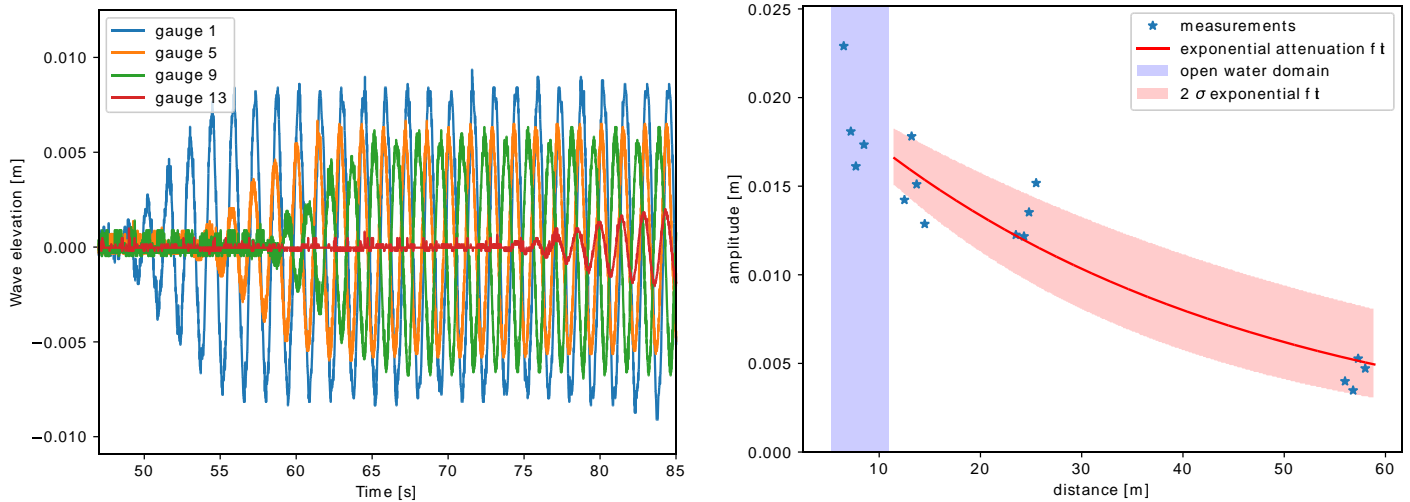 gauge 1
gauge 5
gauge 9
gauge 13
0.010
0.005
0.000
−0.005
−0.010
Wave elevation [m]
50 55 60 65 70 75 80 85
Time [s]
measurements
exponential attenuation f t
open water domain
2 σ exponential f t
0.025
0.020
0.015
0.010
0.005
0.000
amplitude [m]
10 20 30 40 50 60
distance [m]